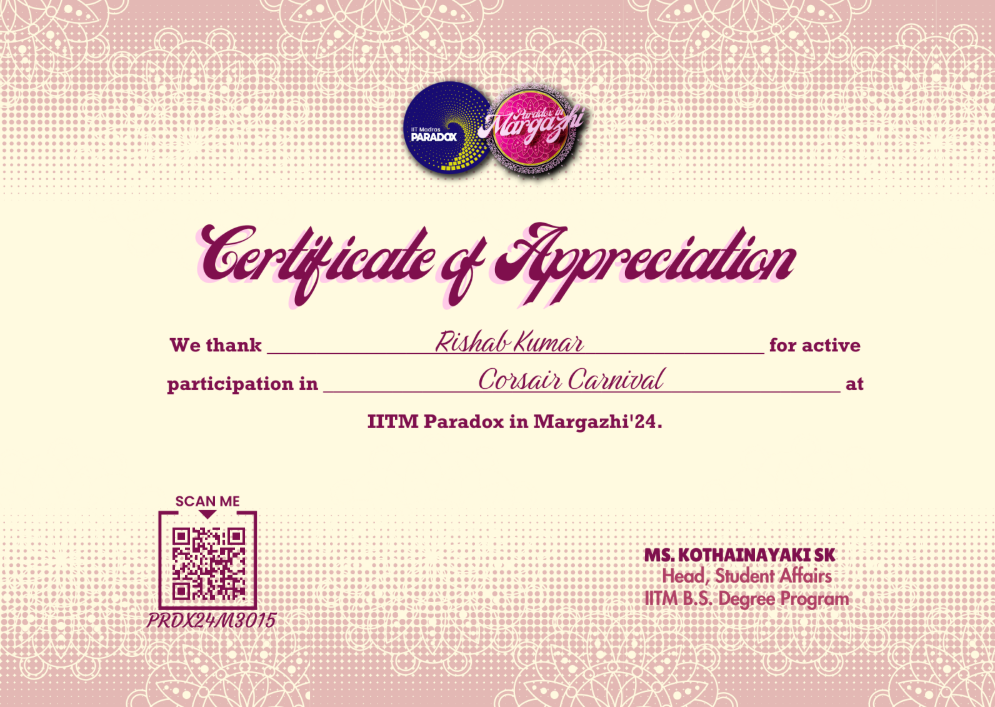 IIT Madras
PARADOX
Paradox in
Margazhi
Certificate of Appreciation
We thank Rishab Kumar for active
participation in Corsair Carnival at
IITM Paradox in Margazhi'24.
SCAN ME
PRDX24M3015
MS. KOTHAINAYAKI SK
Head, Student Affairs
IITM B.S. Degree Program